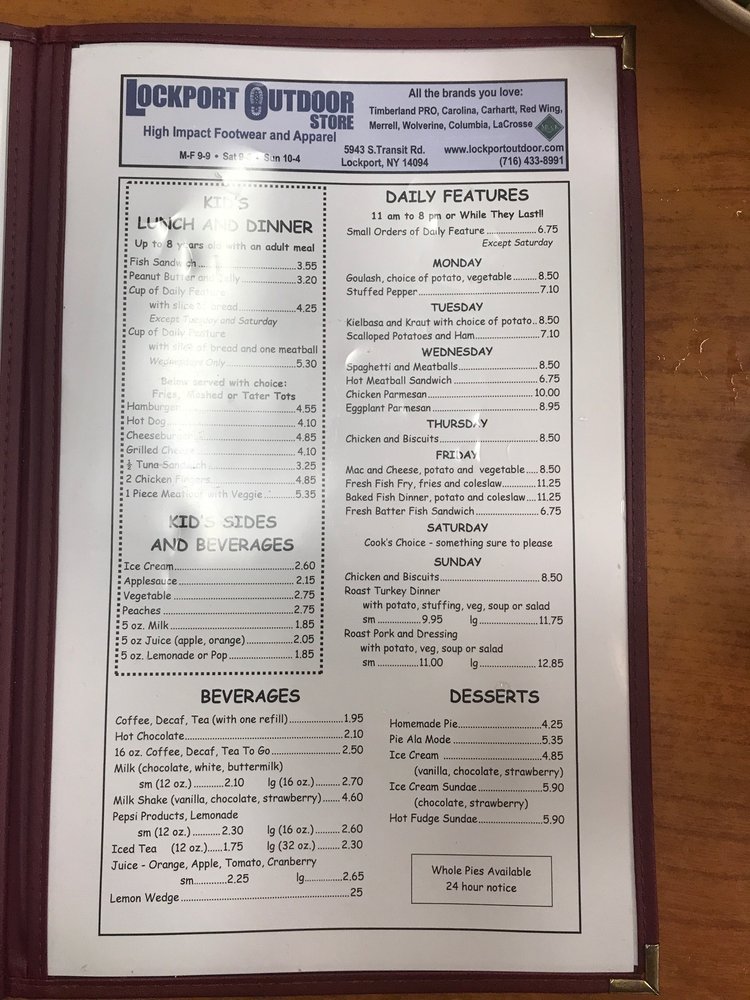 LOCKPORT OUTDOOR
STORE
High Impact Footwear and Apparel
M-F 9-9 • Sat 9 • Sun 10-4
All the brands you love:
Timberland PRO, Carolina, Carhartt, Red Wing,
Merrell, Wolverine, Columbia, LaCrosse
5943 S.Transit Rd.
Lockport, NY 14094
www.lockportoutdoor.com
(716) 433-8991
KID'S
LUNCH AND DINNER
Up to 8 years old with an adult meal
Fish Sandwich.....3.55
Peanut Butter and Jelly.....3.20
Cup of Daily Feature
with slice of bread.....4.25
Except Tuesday and Saturday
Cup of Daily Feature
with slice of bread and one meatball
Wednesdays Only.....5.30
Below served with choice:
Fries, Mashed or Tater Tots
Hamburger.....4.55
Hot Dog.....4.10
Cheeseburger.....4.85
Grilled Cheese.....4.10
½ Tuna Sandwich.....3.25
2 Chicken Fingers.....4.85
1 Piece Meatloaf with Veggie.....5.35
KID'S SIDES
AND BEVERAGES
Ice Cream.....2.60
Applesauce.....2.15
Vegetable.....2.75
Peaches.....2.75
5 oz. Milk.....1.85
5 oz Juice (apple, orange).....2.05
5 oz. Lemonade or Pop.....1.85
DAILY FEATURES
11 am to 8 pm or While They Last!!
Small Orders of Daily Feature.....6.75
Except Saturday
MONDAY
Goulash, choice of potato, vegetable.....8.50
Stuffed Pepper.....7.10
TUESDAY
Kielbasa and Kraut with choice of potato..8.50
Scalloped Potatoes and Ham.....7.10
WEDNESDAY
Spaghetti and Meatballs.....8.50
Hot Meatball Sandwich.....6.75
Chicken Parmesan.....10.00
Eggplant Parmesan.....8.95
THURSDAY
Chicken and Biscuits.....8.50
FRIDAY
Mac and Cheese, potato and vegetable.....8.50
Fresh Fish Fry, fries and coleslaw.....11.25
Baked Fish Dinner, potato and coleslaw....11.25
Fresh Batter Fish Sandwich.....6.75
SATURDAY
Cook's Choice - something sure to please
SUNDAY
Chicken and Biscuits.....8.50
Roast Turkey Dinner
with potato, stuffing, veg, soup or salad
sm.....9.95 lg.....11.75
Roast Pork and Dressing
with potato, veg, soup or salad
sm.....11.00 lg.....12.85
BEVERAGES
Coffee, Decaf, Tea (with one refill).....1.95
Hot Chocolate.....2.10
16 oz. Coffee, Decaf, Tea To Go.....2.50
Milk (chocolate, white, buttermilk)
sm (12 oz.).....2.10 lg (16 oz.).....2.70
Milk Shake (vanilla, chocolate, strawberry).....4.60
Pepsi Products, Lemonade
sm (12 oz.).....2.30 lg (16 oz.).....2.60
Iced Tea (12 oz.).....1.75 lg (32 oz.).....2.30
Juice - Orange, Apple, Tomato, Cranberry
sm.....2.25 lg.....2.65
Lemon Wedge.....25
DESSERTS
Homemade Pie.....4.25
Pie Ala Mode.....5.35
Ice Cream.....4.85
(vanilla, chocolate, strawberry)
Ice Cream Sundae.....5.90
(chocolate, strawberry)
Hot Fudge Sundae.....5.90
Whole Pies Available
24 hour notice